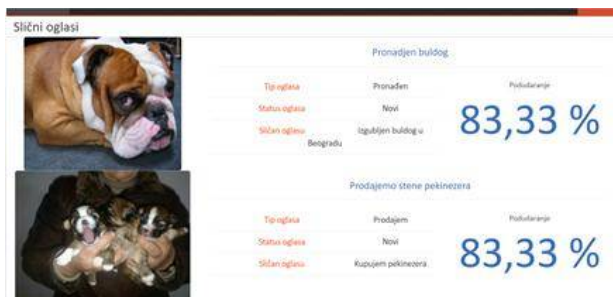 Slični oglasi
Pronadjen buldog
Tip oglasa Pronađen
Podudaranje
Status oglasa Novi
83,33 %
Sličan oglasu Izgubljen buldog u
Beogradu
Prodajemo stene pekinezera
Tip oglasa Prodajem
Podudaranje
Status oglasa Novi
83,33 %
Sličan oglasu Kupujem pekinezera